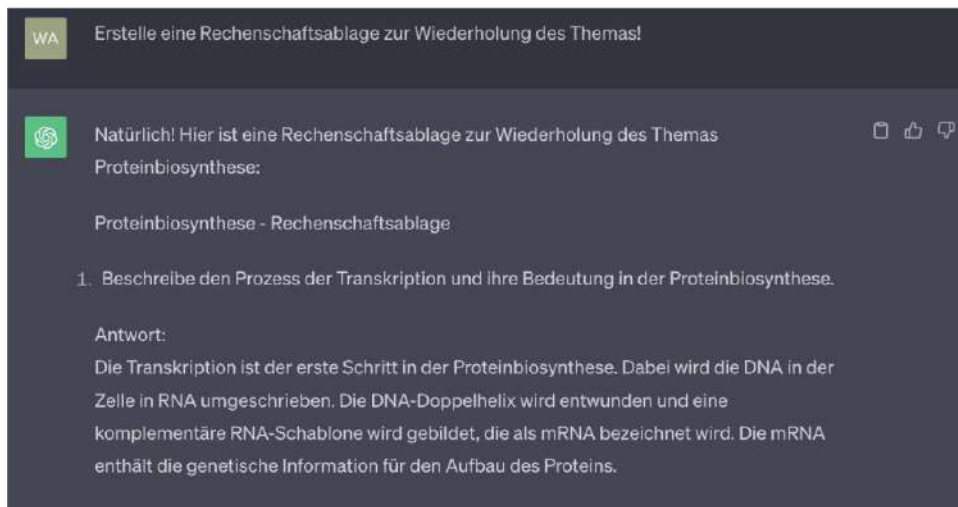 WA
Erstelle eine Rechenschaftsablage zur Wiederholung des Themas!
Natürlich! Hier ist eine Rechenschaftsablage zur Wiederholung des Themas
Proteinbiosynthese:
Proteinbiosynthese - Rechenschaftsablage
1. Beschreibe den Prozess der Transkription und ihre Bedeutung in der Proteinbiosynthese.
Antwort:
Die Transkription ist der erste Schritt in der Proteinbiosynthese. Dabei wird die DNA in der
Zelle in RNA umgeschrieben. Die DNA-Doppelhelix wird entwunden und eine
komplementäre RNA-Schablone wird gebildet, die als mRNA bezeichnet wird. Die mRNA
enthält die genetische Information für den Aufbau des Proteins.